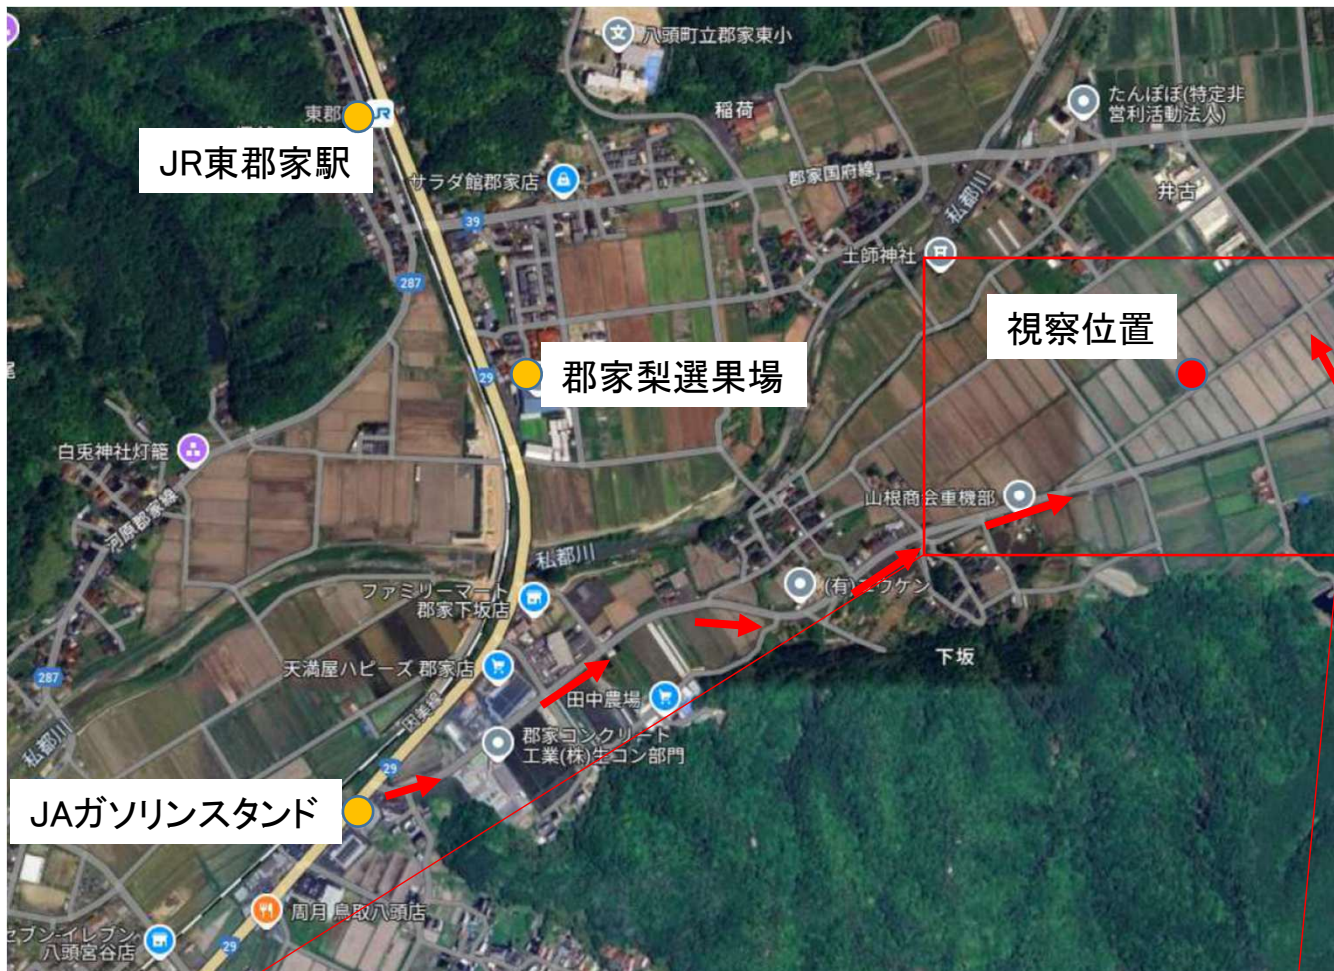 八頭町立郡家東小
たんぽぽ(特定非
営利活動法人)
稲荷
東郡
JR
JR東郡家駅
サラダ館郡家店
郡家国府線
私都川
井古
39
土師神社
287
視察位置
29
郡家梨選果場
白兎神社灯籠
河原郡家線
山根商会重機部
私都川
ファミリーマート
郡家下坂店
(有)
ウケン
下坂
天満屋ハピーズ 郡家店
287
田中農場
因美線
私都川
郡家コンクリート
工業(株)生コン部門
29
JAガソリンスタンド
周月 鳥取八頭店
セブン-イレブン
八頭宮谷店
29